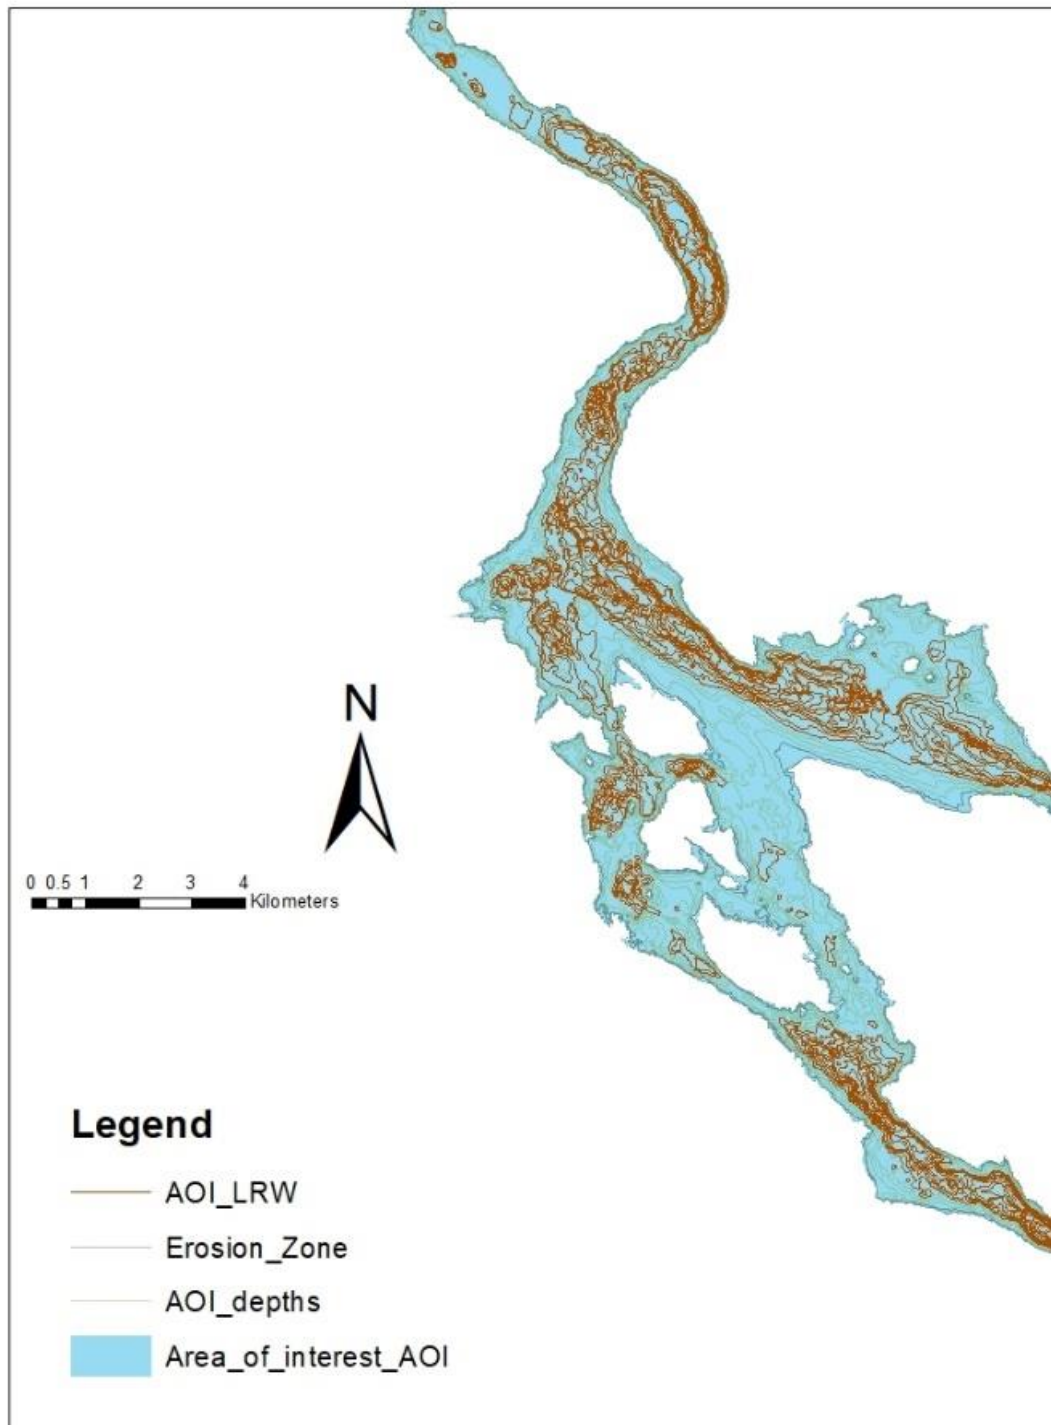 N
0 0.5 1 2 3 4
Kilometers
Legend
AOI_LRW
Erosion_Zone
AOI_depths
Area_of_interest_AOI